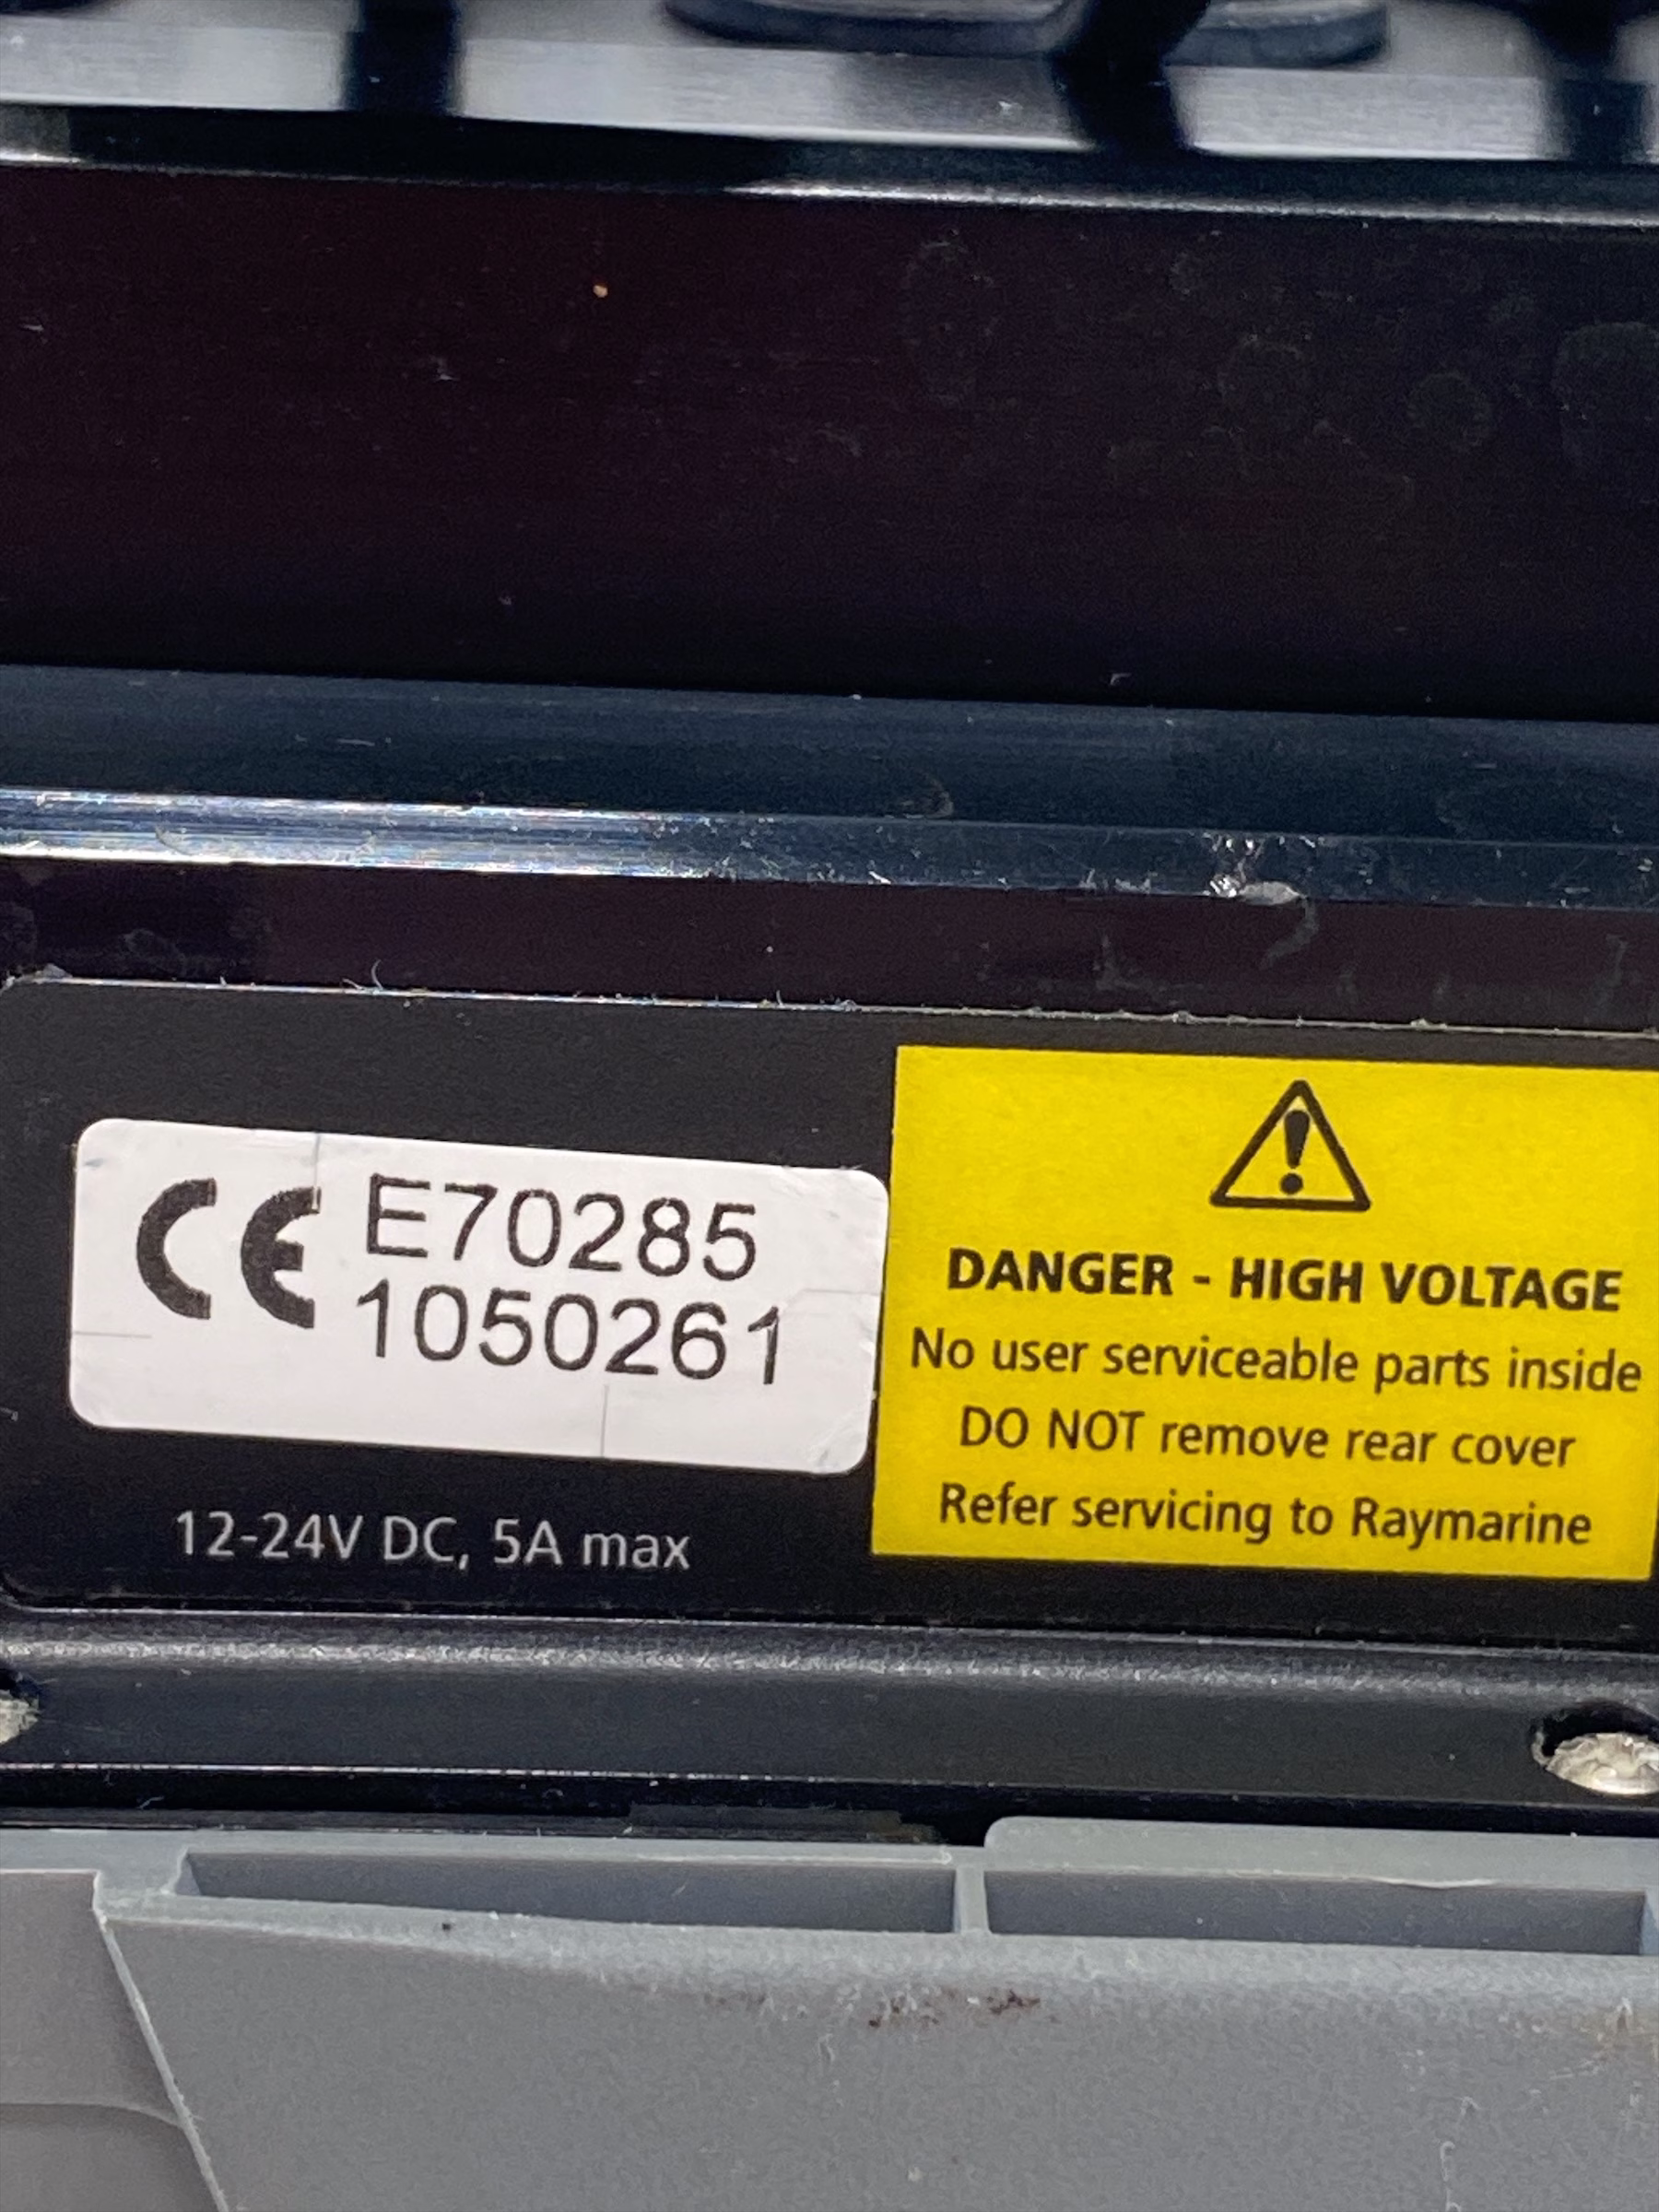 CE E70285
1050261
12-24V DC, 5A max
DANGER - HIGH VOLTAGE
No user serviceable parts inside
DO NOT remove rear cover
Refer servicing to Raymarine